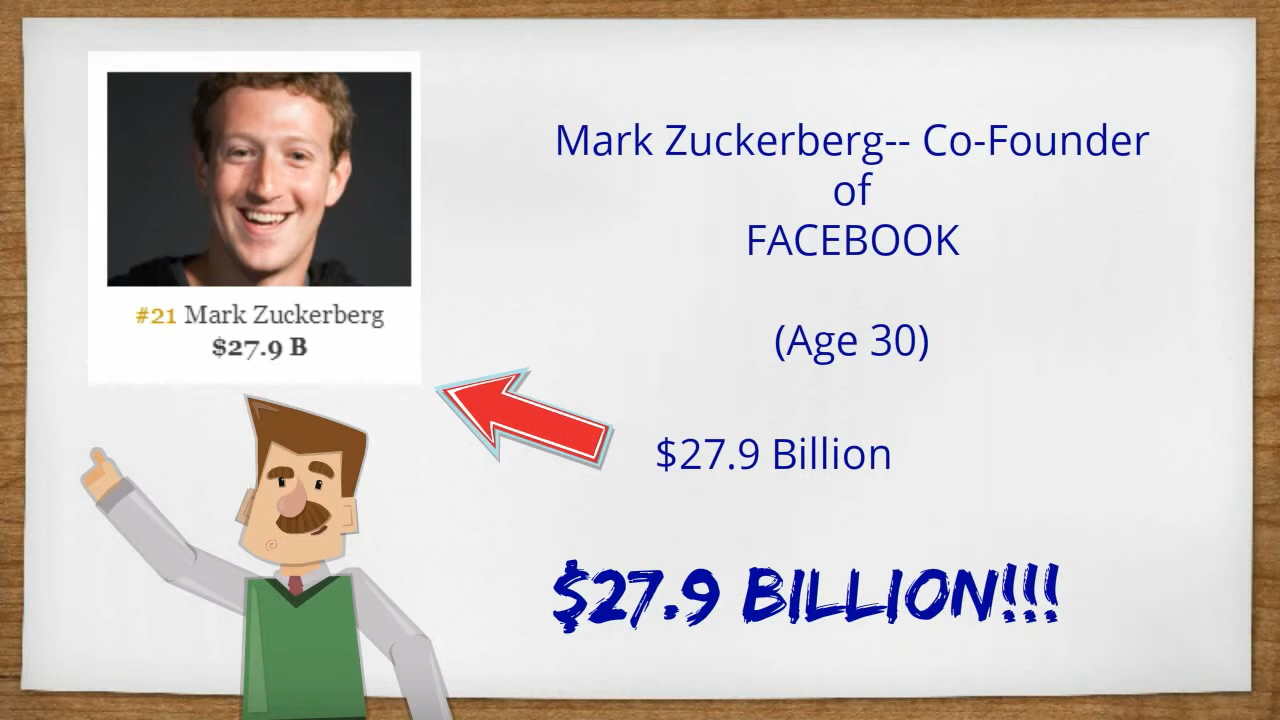 #21 Mark Zuckerberg
$27.9 B
Mark Zuckerberg-- Co-Founder
of
FACEBOOK
(Age 30)
$27.9 Billion
$27.9 BILLION!!!